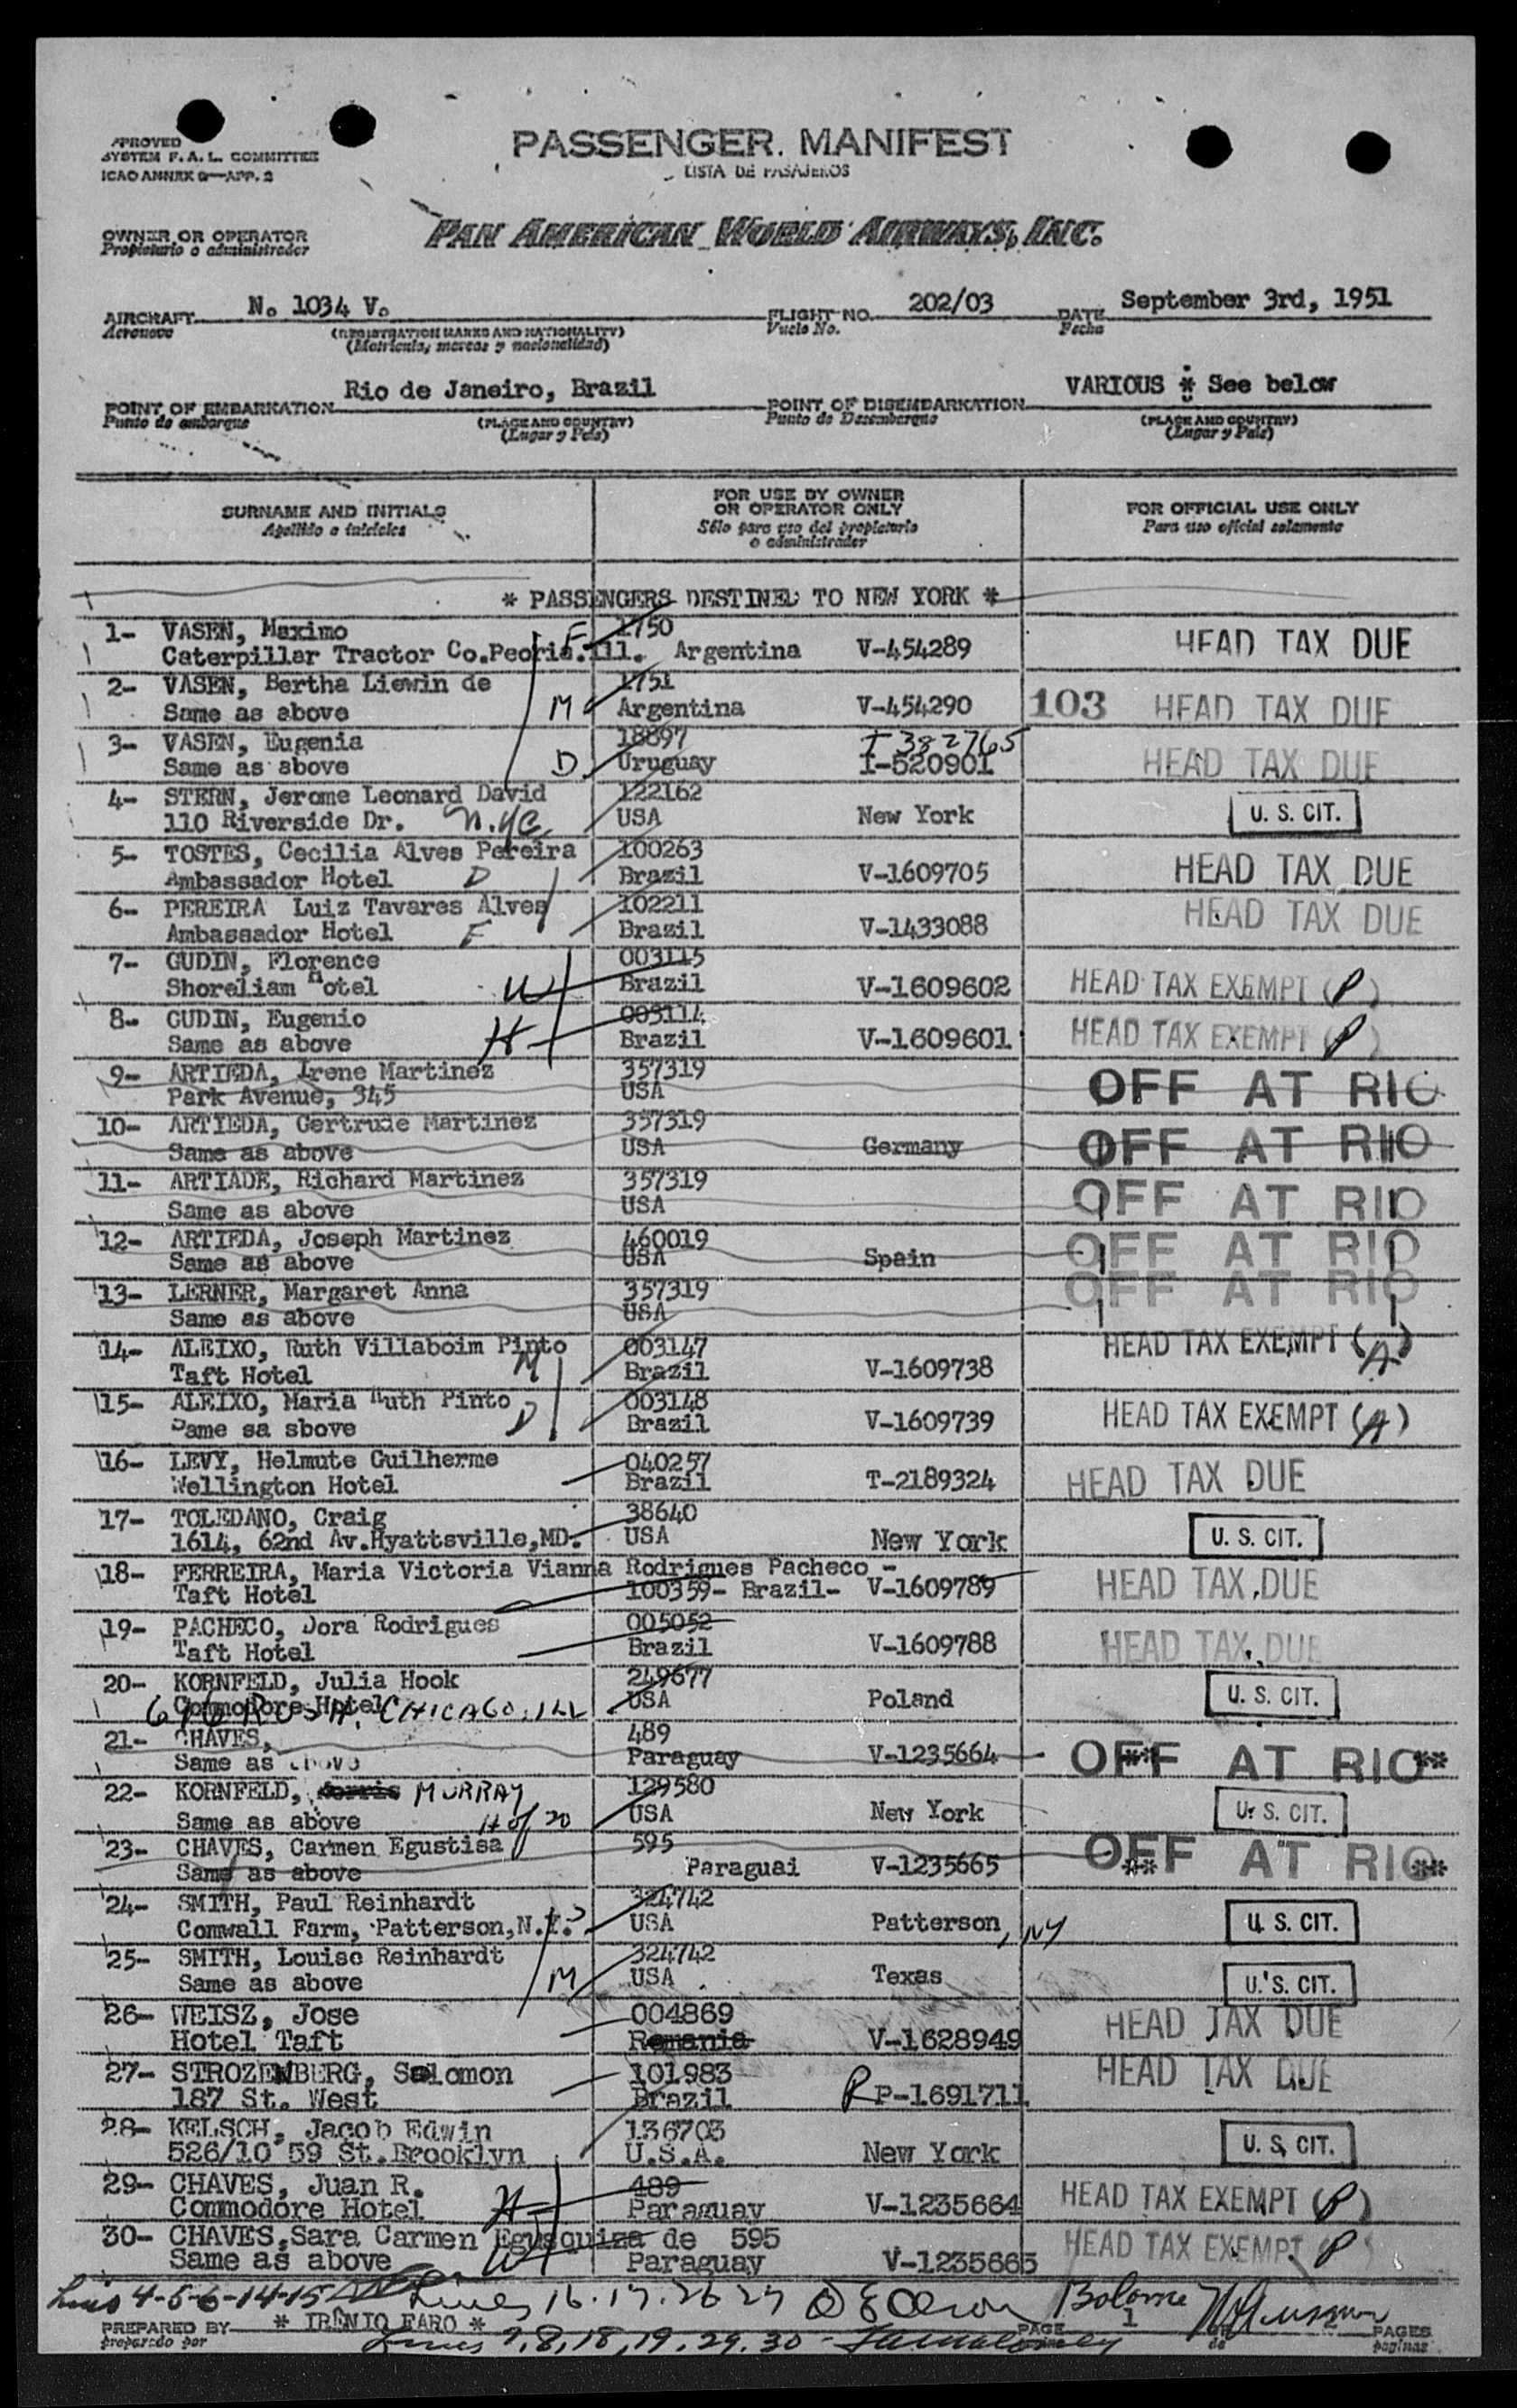 APPROVED
SYSTEM F. A. L. COMMITTEE
ICAO ANNEX 9—APP. 2
PASSENGER MANIFEST
LISTA DE PASAJEROS
OWNER OR OPERATOR
Propietario o administrador
PAN AMERICAN WORLD AIRWAYS, INC.
AIRCRAFT No 1034 V. FLIGHT NO. 202/03 DATE September 3rd, 1951
Aeronave (REGISTRATION MARKS AND NATIONALITY) Vuelo No. Fecha
(Matricula, marcas y nacionalidad)
POINT OF EMBARKATION Rio de Janeiro, Brazil POINT OF DISEMBARKATION VARIOUS * See below
Punto de embarque (PLACE AND COUNTRY) Punto de Desembarque (PLACE AND COUNTRY)
(Lugar y País) (Lugar y País)
SURNAME AND INITIALS FOR USE BY OWNER OR OPERATOR ONLY FOR OFFICIAL USE ONLY
Apellido e iniciales Sólo para uso del propietario o administrador Para uso oficial solamente
* PASSENGERS DESTINED TO NEW YORK *
1- VASEN, Maximo F 1750
Caterpillar Tractor Co.Peoria.Ill. Argentina V-454289 HEAD TAX DUE
2- VASEN, Bertha Liewin de 1751
Same as above M Argentina V-454290 103 HEAD TAX DUE
3- VASEN, Eugenia 18897 I 382765
Same as above D Uruguay I-520901 HEAD TAX DUE
4- STERN, Jerome Leonard David 122162
110 Riverside Dr. N.Y.C. USA New York U. S. CIT.
5- TOSTES, Cecilia Alves Pereira 100263
Ambassador Hotel D Brazil V-1609705 HEAD TAX DUE
6- PEREIRA Luiz Tavares Alves 102211
Ambassador Hotel F Brazil V-1433088 HEAD TAX DUE
7- GUDIN, Florence 003115
Shoreliam Hotel W Brazil V-1609602 HEAD TAX EXEMPT (P)
8- GUDIN, Eugenio 003114
Same as above H Brazil V-1609601 HEAD TAX EXEMPT (P)
9- ARTIEDA, Irene Martinez 357319
Park Avenue, 345 USA OFF AT RIO
10- ARTIEDA, Gertrude Martinez 357319
Same as above USA Germany OFF AT RIO
11- ARTIADE, Richard Martinez 357319
Same as above USA OFF AT RIO
12- ARTIEDA, Joseph Martinez 460019
Same as above USA Spain OFF AT RIO
13- LERNER, Margaret Anna 357319 OFF AT RIO
Same as above USA
14- ALEIXO, Ruth Villaboim Pinto 003147 HEAD TAX EXEMPT (A)
Taft Hotel M Brazil V-1609738
15- ALEIXO, Maria Ruth Pinto D 003148
Same sa sbove Brazil V-1609739 HEAD TAX EXEMPT (A)
16- LEVY, Helmute Guilherme 040257
Wellington Hotel Brazil T-2189324 HEAD TAX DUE
17- TOLEDANO, Craig 38640
1614, 62nd Av.Hyattsville,MD. USA New York U. S. CIT.
18- FERREIRA, Maria Victoria Vianna Rodrigues Pacheco -
Taft Hotel 100359- Brazil- V-1609789 HEAD TAX DUE
19- PACHECO, Dora Rodrigues 005052
Taft Hotel Brazil V-1609788 HEAD TAX DUE
20- KORNFELD, Julia Hook 249677
Commodore Hotel USA Poland U. S. CIT.
CHICAGO, ILL
21- CHAVES, 489
Same as above Paraguay V-1235664 OFF AT RIO **
22- KORNFELD, Morris MURRAY 129580
Same as above H of 20 USA New York U. S. CIT.
23- CHAVES, Carmen Egustisa 595
Same as above Paraguai V-1235665 OFF AT RIO **
24- SMITH, Paul Reinhardt 324742
Comwall Farm, Patterson,N.Y. USA Patterson, NY U. S. CIT.
25- SMITH, Louise Reinhardt 324742
Same as above M USA Texas U. S. CIT.
26- WEISZ, Jose 004869
Hotel Taft Romania V-1628949 HEAD TAX DUE
27- STROZENBERG, Solomon 101983
187 St. West Brazil P P-1691711 HEAD TAX DUE
28- KELSCH, Jacob Edwin 136703
526/10 59 St.Brooklyn U.S.A. New York U. S. CIT.
29- CHAVES, Juan R. 489
Commodore Hotel H Paraguay V-1235664 HEAD TAX EXEMPT (P)
30- CHAVES,Sara Carmen Egusquiza de 595
Same as above W Paraguay V-1235665 HEAD TAX EXEMPT (P)
Lines 4-5-6-14-15 Lines 16.17.26 27
PREPARED BY * IRENIO FARO * PAGE 1 PAGES
preparado por Lines 7,8,18,19.29.30 de paginas